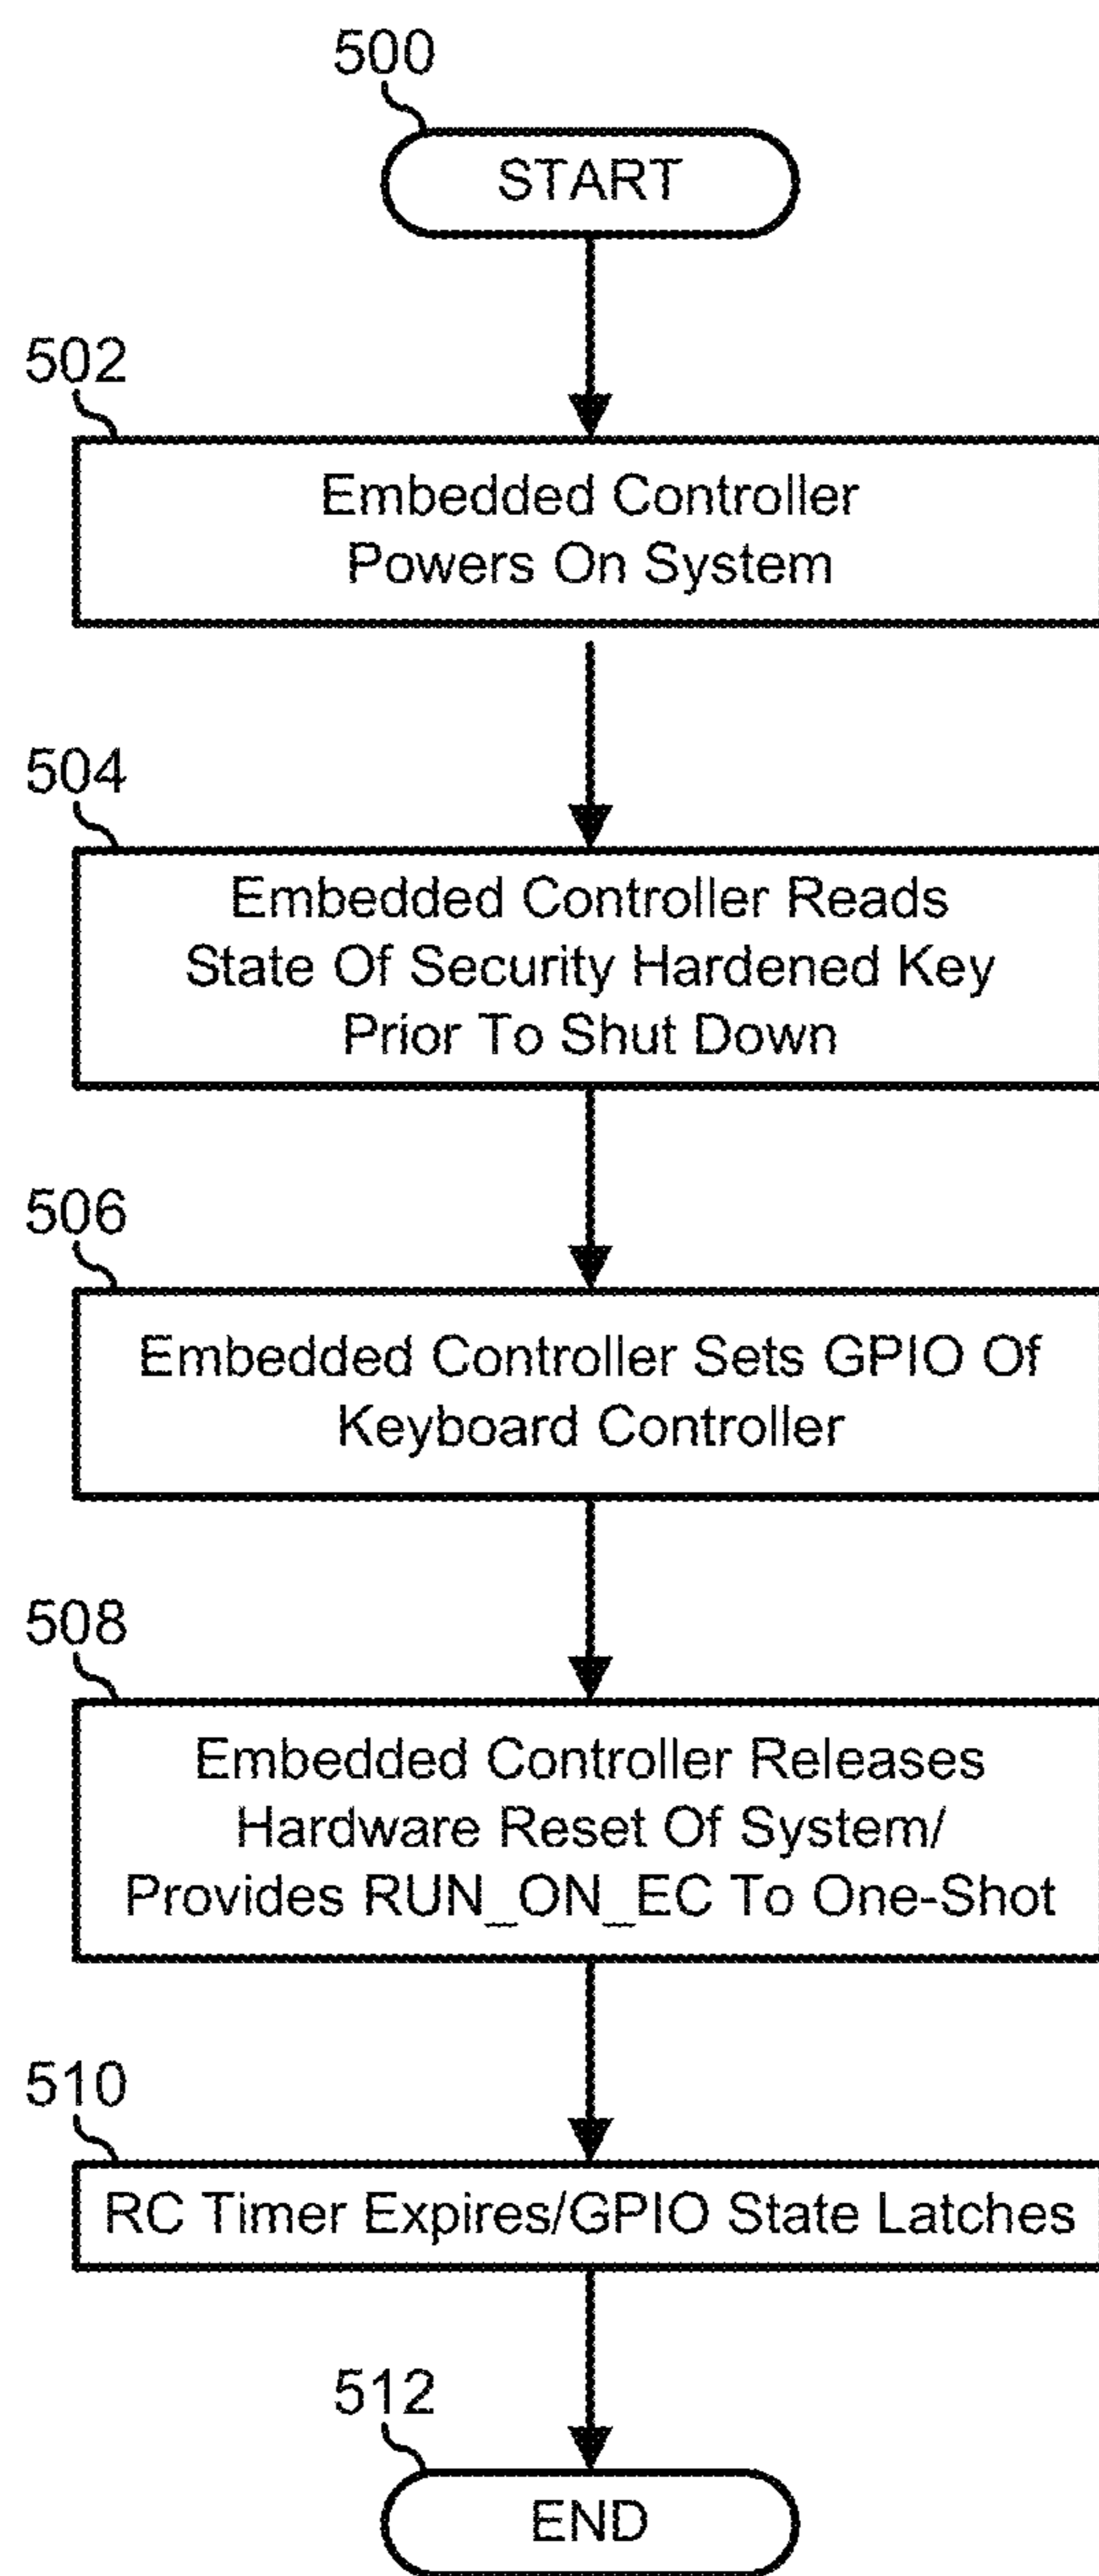 500
START
502
Embedded Controller
Powers On System
504
Embedded Controller Reads
State Of Security Hardened Key
Prior To Shut Down
506
Embedded Controller Sets GPIO Of
Keyboard Controller
508
Embedded Controller Releases
Hardware Reset Of System/
Provides RUN_ON_EC To One-Shot
510
RC Timer Expires/GPIO State Latches
512
END